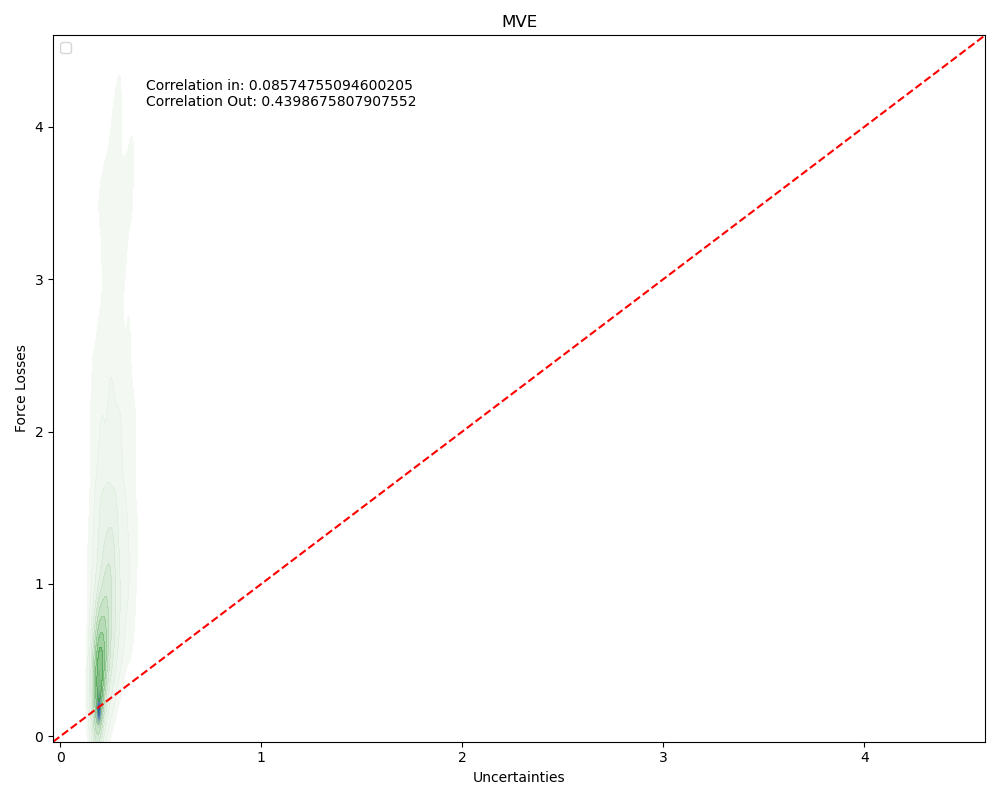 MVE
Correlation in: 0.08574755094600205
Correlation Out: 0.4398675807907552
4
3
2
1
0
Force Losses
0 1 2 3 4
Uncertainties